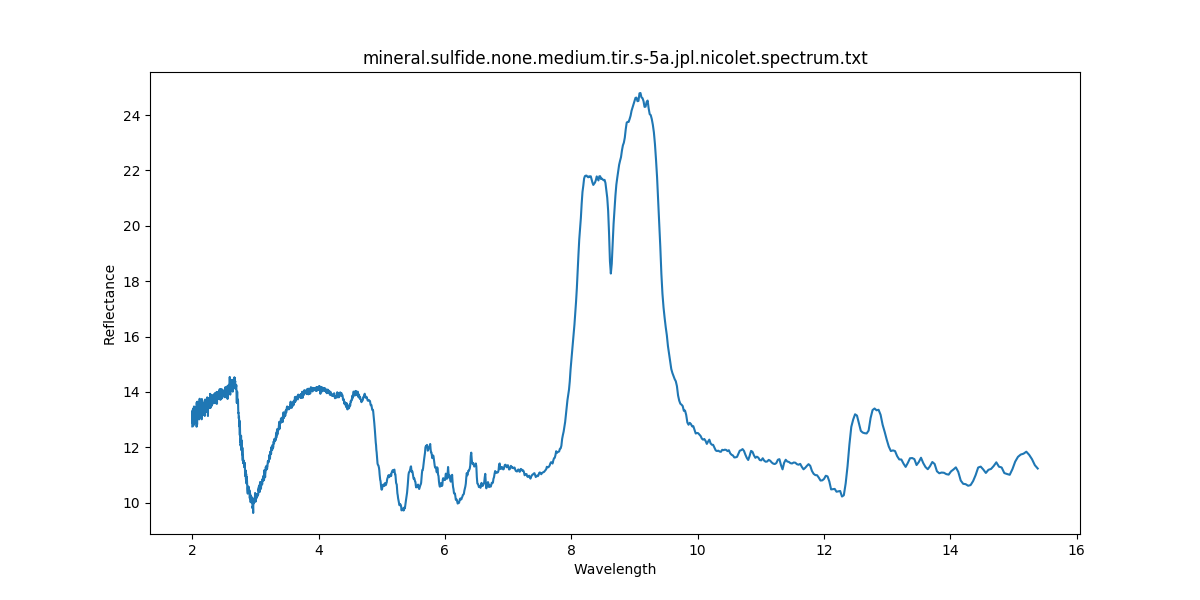 mineral.sulfide.none.medium.tir.s-5a.jpl.nicolet.spectrum.txt
24
22
20
18
16
14
12
10
Reflectance
2 4 6 8 10 12 14 16
Wavelength